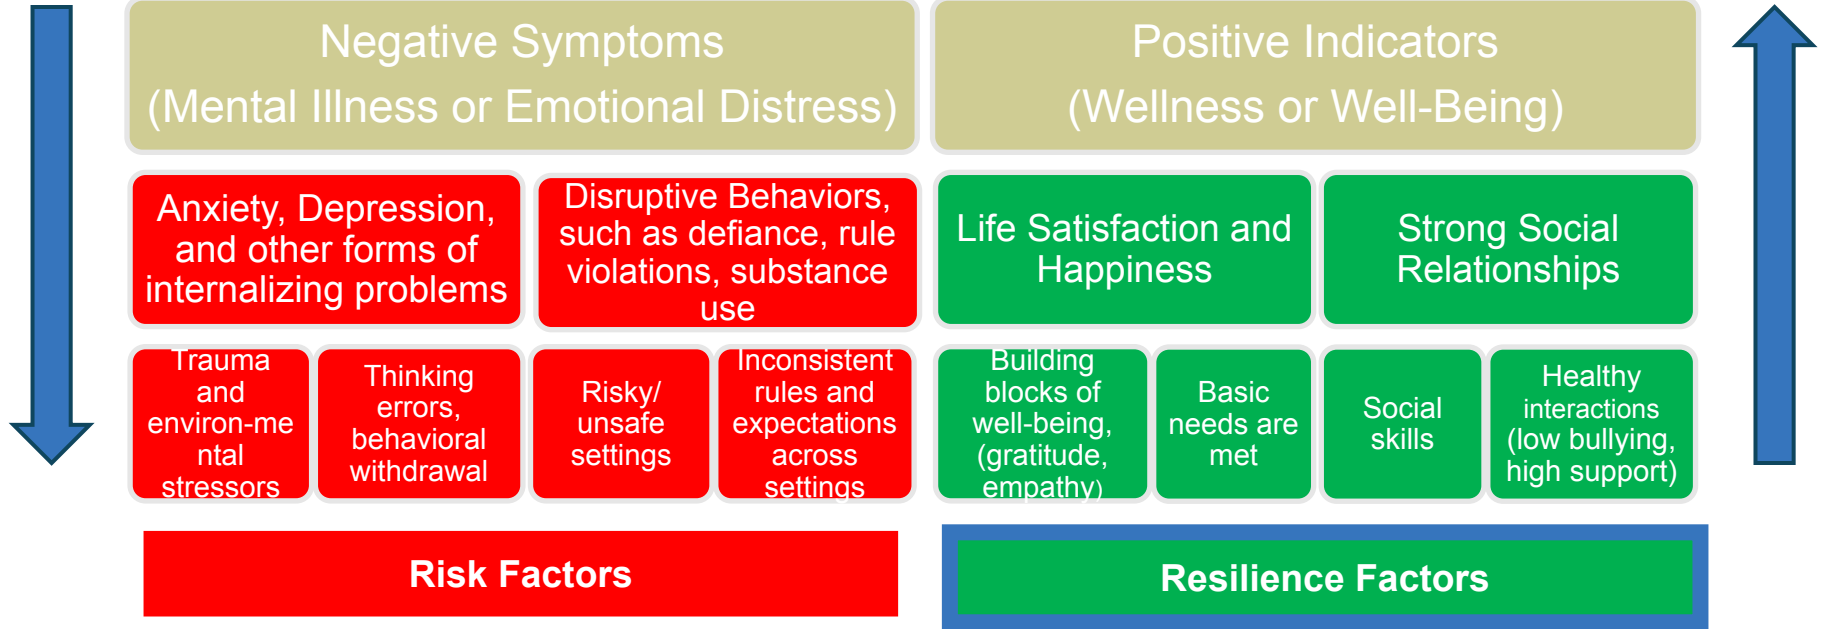 Negative Symptoms
(Mental Illness or Emotional Distress)
Positive Indicators
(Wellness or Well-Being)
Anxiety, Depression,
and other forms of
internalizing problems
Disruptive Behaviors,
such as defiance, rule
violations, substance
use
Life Satisfaction and
Happiness
Strong Social
Relationships
Trauma
and
environ-me
ntal
stressors
Thinking
errors,
behavioral
withdrawal
Risky/
unsafe
settings
Inconsistent
rules and
expectations
across
settings
Building
blocks of
well-being,
(gratitude,
empathy)
Basic
needs are
met
Social
skills
Healthy
interactions
(low bullying,
high support)
Risk Factors
Resilience Factors